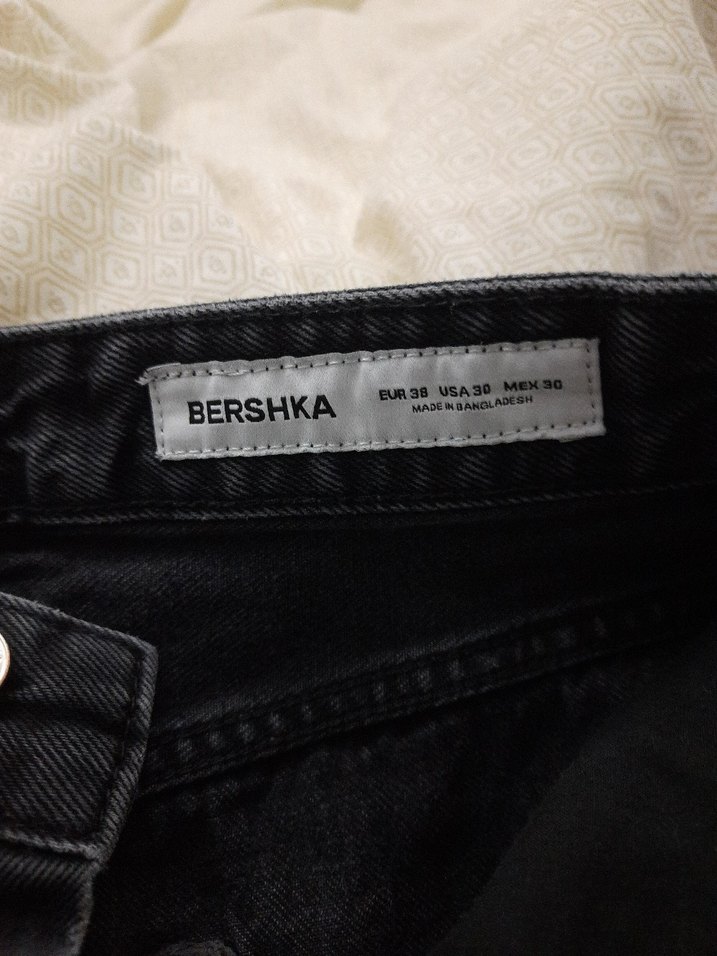 BERSHKA
EUR 38 USA 30 MEX 30
MADE IN BANGLADESH